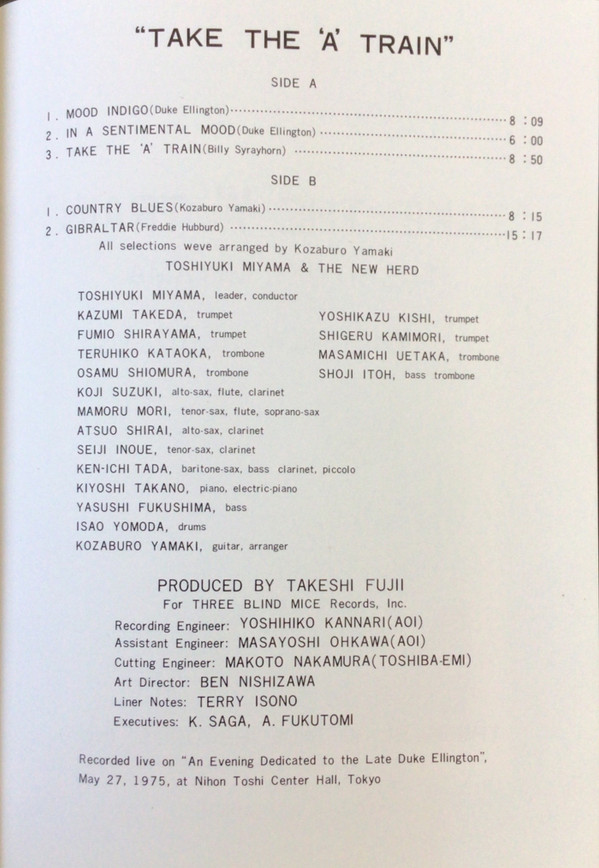 “TAKE THE ‘A’ TRAIN”
SIDE A
1. MOOD INDIGO(Duke Ellington) 8:09
2. IN A SENTIMENTAL MOOD(Duke Ellington) 6:00
3. TAKE THE ‘A’ TRAIN(Billy Syrayhorn) 8:50
SIDE B
1. COUNTRY BLUES(Kozaburo Yamaki) 8:15
2. GIBRALTAR(Freddie Hubburd) 15:17
All selections weve arranged by Kozaburo Yamaki
TOSHIYUKI MIYAMA & THE NEW HERD
TOSHIYUKI MIYAMA, leader, conductor
KAZUMI TAKEDA, trumpet YOSHIKAZU KISHI, trumpet
FUMIO SHIRAYAMA, trumpet SHIGERU KAMIMORI, trumpet
TERUHIKO KATAOKA, trombone MASAMICHI UETAKA, trombone
OSAMU SHIOMURA, trombone SHOJI ITOH, bass trombone
KOJI SUZUKI, alto-sax, flute, clarinet
MAMORU MORI, tenor-sax, flute, soprano-sax
ATSUO SHIRAI, alto-sax, clarinet
SEIJI INOUE, tenor-sax, clarinet
KEN-ICHI TADA, baritone-sax, bass clarinet, piccolo
KIYOSHI TAKANO, piano, electric-piano
YASUSHI FUKUSHIMA, bass
ISAO YOMODA, drums
KOZABURO YAMAKI, guitar, arranger
PRODUCED BY TAKESHI FUJII
For THREE BLIND MICE Records, Inc.
Recording Engineer: YOSHIHIKO KANNARI(AOI)
Assistant Engineer: MASAYOSHI OHKAWA(AOI)
Cutting Engineer: MAKOTO NAKAMURA(TOSHIBA-EMI)
Art Director: BEN NISHIZAWA
Liner Notes: TERRY ISONO
Executives: K. SAGA, A. FUKUTOMI
Recorded live on “An Evening Dedicated to the Late Duke Ellington”,
May 27, 1975, at Nihon Toshi Center Hall, Tokyo